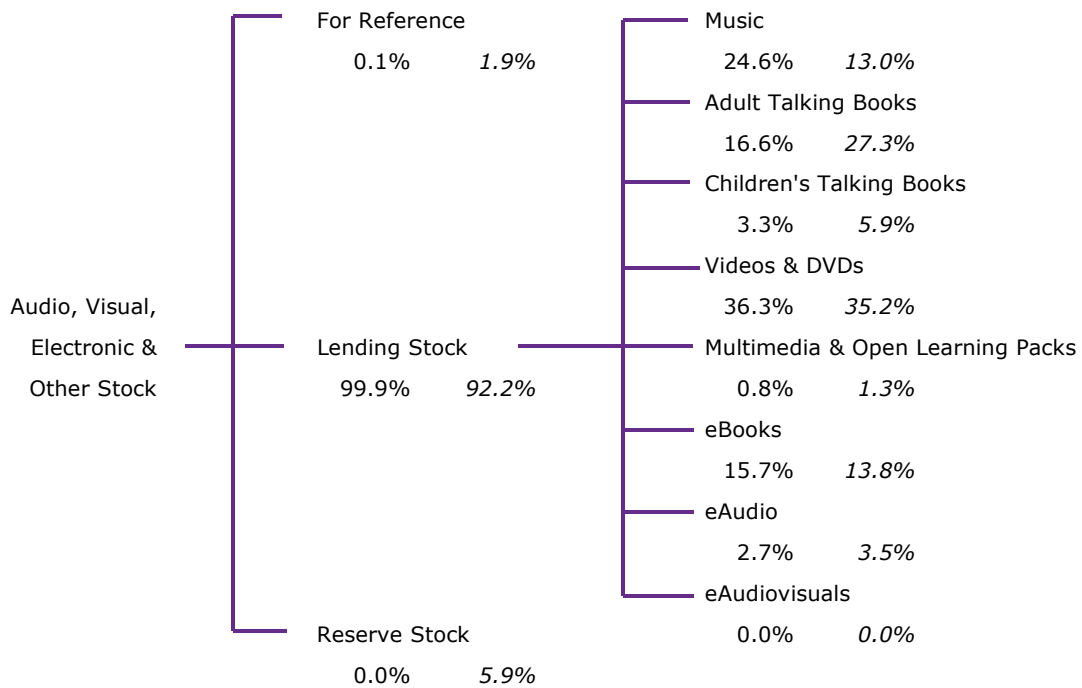 Audio, Visual,
Electronic &
Other Stock
For Reference
0.1% 1.9%
Lending Stock
99.9% 92.2%
Reserve Stock
0.0% 5.9%
Music
24.6% 13.0%
Adult Talking Books
16.6% 27.3%
Children's Talking Books
3.3% 5.9%
Videos & DVDs
36.3% 35.2%
Multimedia & Open Learning Packs
0.8% 1.3%
eBooks
15.7% 13.8%
eAudio
2.7% 3.5%
eAudiovisuals
0.0% 0.0%